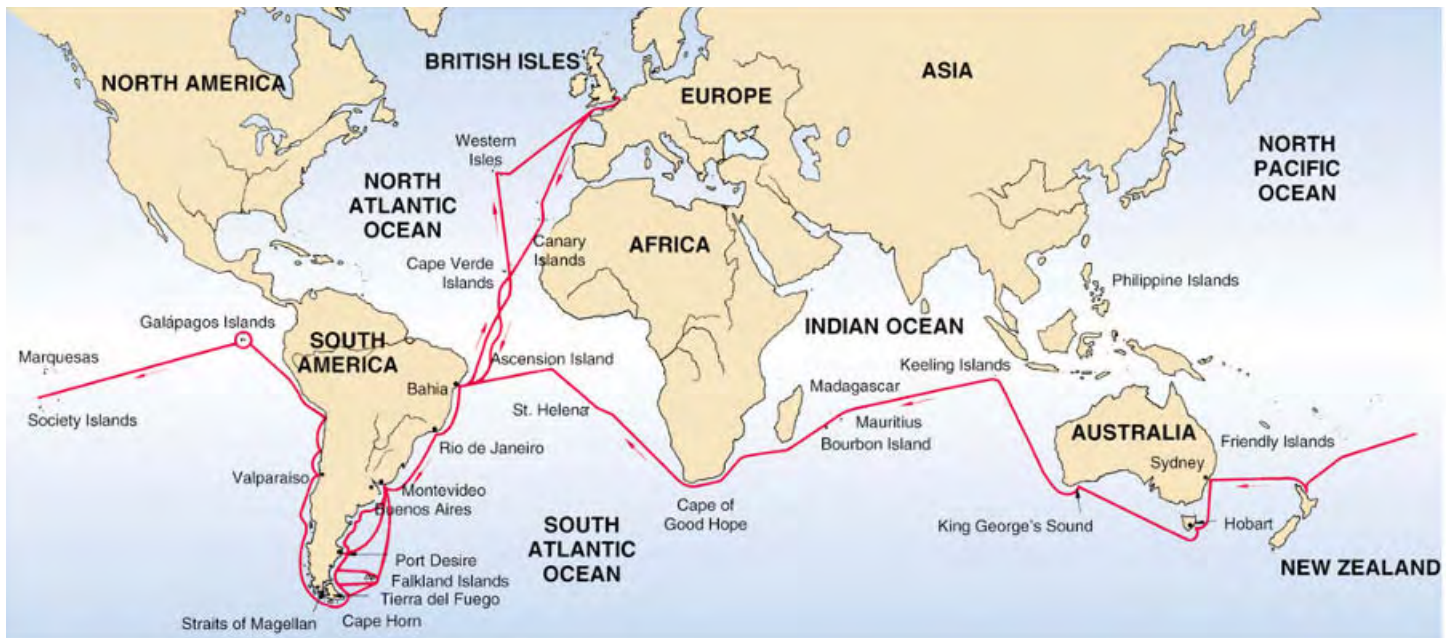 NORTH AMERICA
BRITISH ISLES
EUROPE
ASIA
Western
Isles
NORTH
ATLANTIC
OCEAN
NORTH
PACIFIC
OCEAN
Canary
Islands
AFRICA
Cape Verde
Islands
Philippine Islands
Galápagos Islands
SOUTH
AMERICA
INDIAN OCEAN
Marquesas
Ascension Island
Keeling Islands
Bahia
Madagascar
Society Islands
St. Helena
Mauritius
Bourbon Island
AUSTRALIA
Friendly Islands
Rio de Janeiro
Sydney
Valparaiso
Montevideo
Buenos Aires
Cape of
Good Hope
King George's Sound
Hobart
SOUTH
ATLANTIC
OCEAN
Port Desire
Falkland Islands
Tierra del Fuego
NEW ZEALAND
Straits of Magellan
Cape Horn